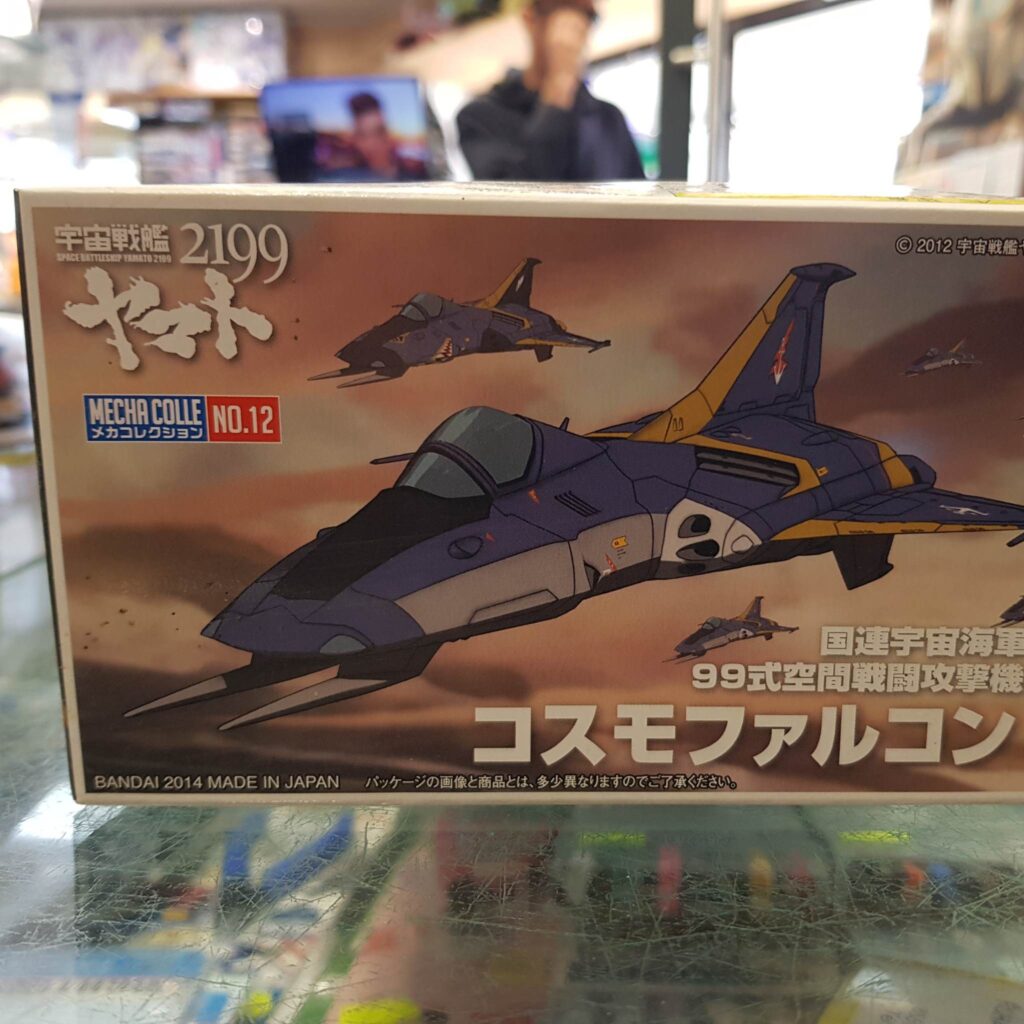 宇宙戦艦 2199
SPACE BATTLESHIP YAMATO 2199
ヤマト
MECHA COLLE
メカコレクション
NO.12
© 2012 宇宙戦艦
国連宇宙海軍
99式空間戦闘攻撃機
コスモファルコン
BANDAI 2014 MADE IN JAPAN
パッケージの画像と商品とは、多少異なりますのでご了承ください。